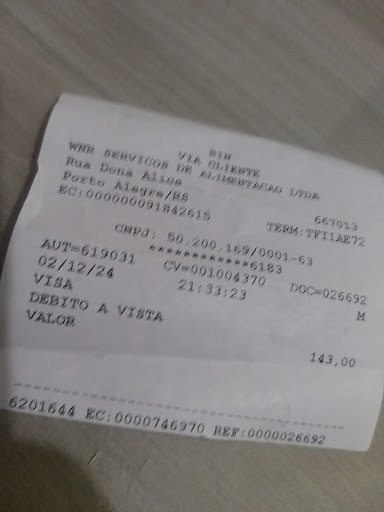 BIN
VIA CLIENTE
WNR SERVICOS DE ALIMENTACAO LTDA
Rua Dona Alice
Porto Alegre/RS 667013
EC:000000091842615 TERM:TFI1AE72
CNPJ: 50.200.169/0001-63
************6183
AUT=619031 CV=001004370 DOC=026692
02/12/24 21:33:23 M
VISA
DEBITO A VISTA
VALOR 143,00
6201644 EC:0000746970 REF:0000026692